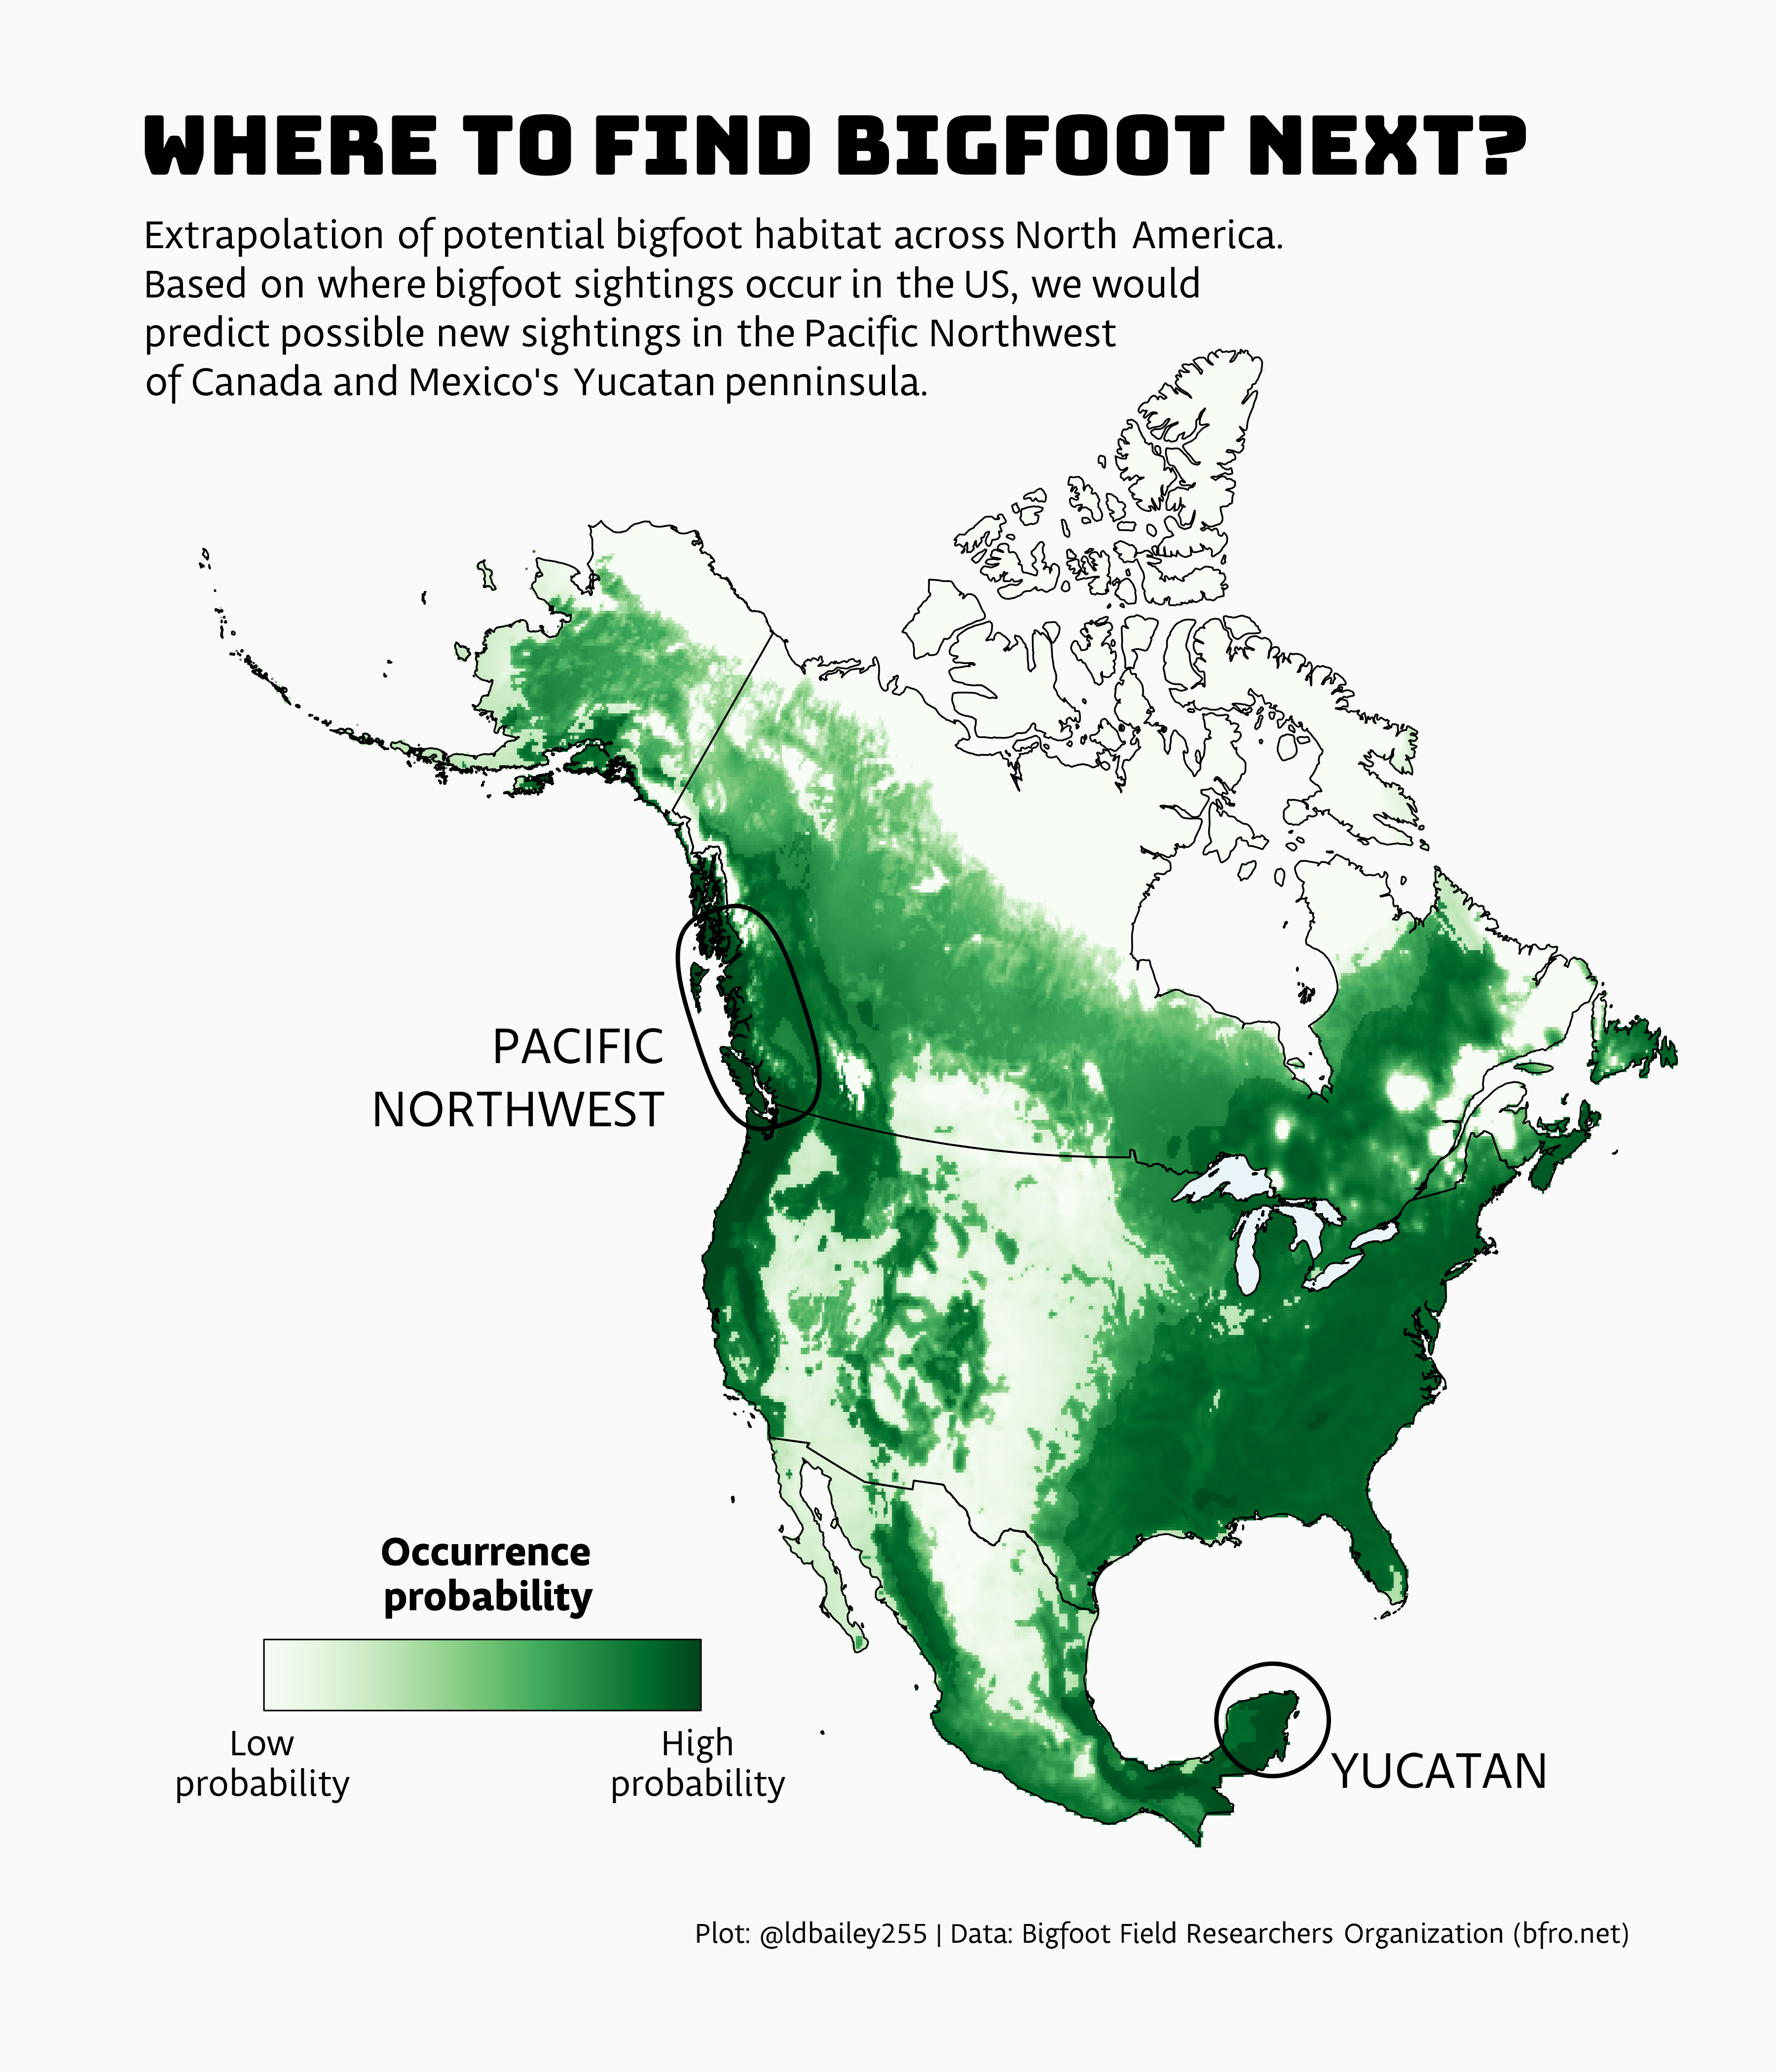 WHERE TO FIND BIGFOOT NEXT?
Extrapolation of potential bigfoot habitat across North America.
Based on where bigfoot sightings occur in the US, we would
predict possible new sightings in the Pacific Northwest
of Canada and Mexico's Yucatan penninsula.
PACIFIC
NORTHWEST
Occurrence
probability
Low
probability
High
probability
YUCATAN
Plot: @ldbailey255 | Data: Bigfoot Field Researchers Organization (bfro.net)